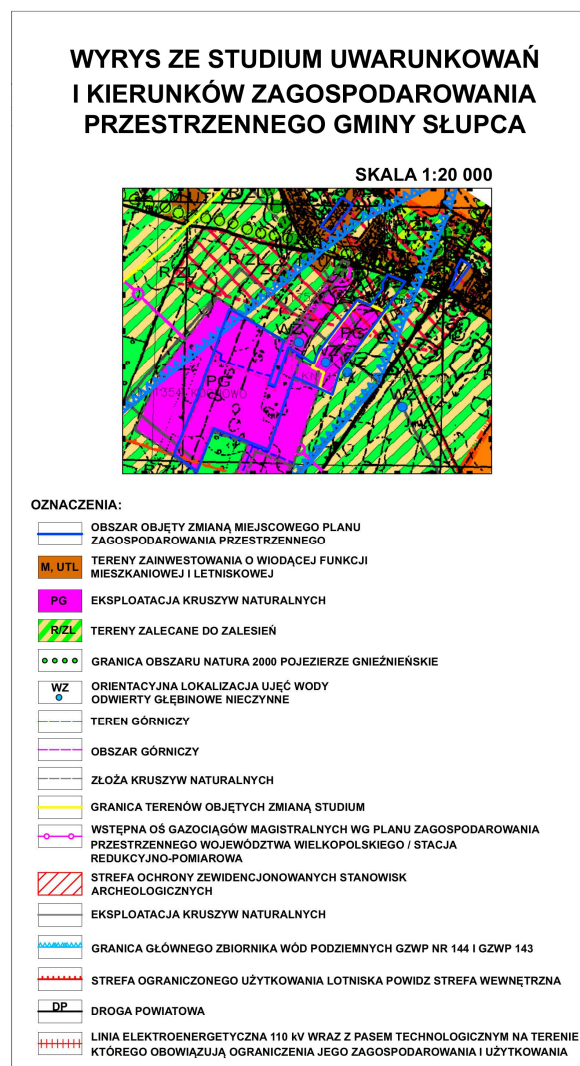 WYRYS ZE STUDIUM UWARUNKOWAŃ
I KIERUNKÓW ZAGOSPODAROWANIA
PRZESTRZENNEGO GMINY SŁUPCA
SKALA 1:20 000
R/ZL
R/ZL
WZ
PG
WZ
WZ
PG
WZ
OZNACZENIA:
OBSZAR OBJĘTY ZMIANĄ MIEJSCOWEGO PLANU
ZAGOSPODAROWANIA PRZESTRZENNEGO
M, UTL
TERENY ZAINWESTOWANIA O WIODĄCEJ FUNKCJI
MIESZKANIOWEJ I LETNISKOWEJ
PG
EKSPLOATACJA KRUSZYW NATURALNYCH
R/ZL
TERENY ZALECANE DO ZALESIEŃ
GRANICA OBSZARU NATURA 2000 POJEZIERZE GNIEŹNIEŃSKIE
WZ
ORIENTACYJNA LOKALIZACJA UJĘĆ WODY
ODWIERTY GŁĘBINOWE NIECZYNNE
TEREN GÓRNICZY
OBSZAR GÓRNICZY
ZŁOŻA KRUSZYW NATURALNYCH
GRANICA TERENÓW OBJĘTYCH ZMIANĄ STUDIUM
WSTĘPNA OŚ GAZOCIĄGÓW MAGISTRALNYCH WG PLANU ZAGOSPODAROWANIA
PRZESTRZENNEGO WOJEWÓDZTWA WIELKOPOLSKIEGO / STACJA
REDUKCYJNO-POMIAROWA
STREFA OCHRONY ZEWIDENCJONOWANYCH STANOWISK
ARCHEOLOGICZNYCH
EKSPLOATACJA KRUSZYW NATURALNYCH
GRANICA GŁÓWNEGO ZBIORNIKA WÓD PODZIEMNYCH GZWP NR 144 I GZWP 143
STREFA OGRANICZONEGO UŻYTKOWANIA LOTNISKA POWIDZ STREFA WEWNĘTRZNA
DP
DROGA POWIATOWA
LINIA ELEKTROENERGETYCZNA 110 kV WRAZ Z PASEM TECHNOLOGICZNYM NA TERENIE
KTÓREGO OBOWIĄZUJĄ OGRANICZENIA JEGO ZAGOSPODAROWANIA I UŻYTKOWANIA